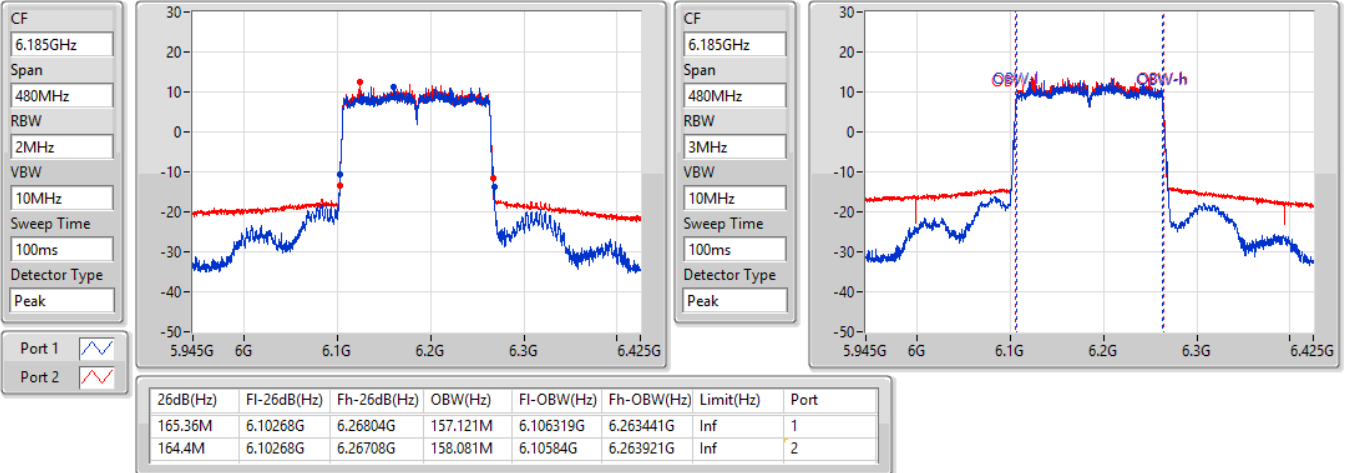 CF
6.185GHz
Span
480MHz
RBW
2MHz
VBW
10MHz
Sweep Time
100ms
Detector Type
Peak
Port 1
Port 2
30
20
10
0
-10
-20
-30
-40
-50
5.945G 6G 6.1G 6.2G 6.3G 6.425G
CF
6.185GHz
Span
480MHz
RBW
3MHz
VBW
10MHz
Sweep Time
100ms
Detector Type
Peak
30
20
10
0
-10
-20
-30
-40
-50
OBW-l OBW-h
5.945G 6G 6.1G 6.2G 6.3G 6.425G
26dB(Hz) Fl-26dB(Hz) Fh-26dB(Hz) OBW(Hz) Fl-OBW(Hz) Fh-OBW(Hz) Limit(Hz) Port
165.36M 6.10268G 6.26804G 157.121M 6.106319G 6.263441G Inf 1
164.4M 6.10268G 6.26708G 158.081M 6.10584G 6.263921G Inf 2